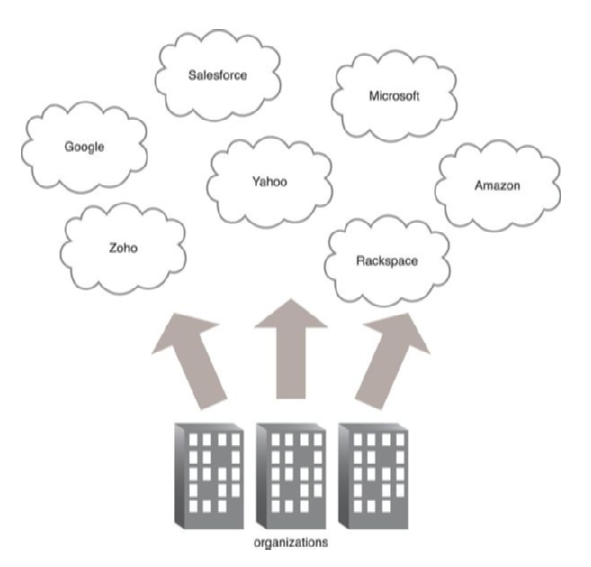 Salesforce
Microsoft
Google
Yahoo
Amazon
Zoho
Rackspace
organizations